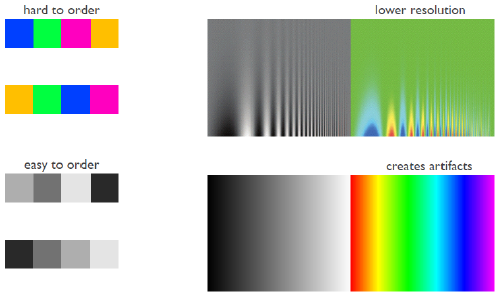 hard to order
lower resolution
easy to order
creates artifacts